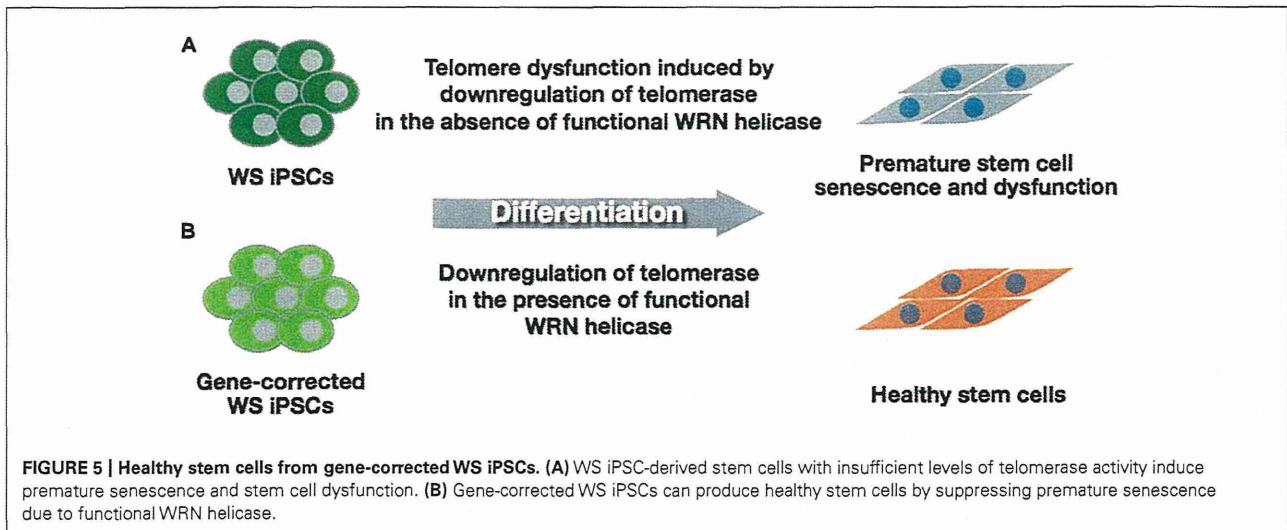 A
Telomere dysfunction induced by
downregulation of telomerase
in the absence of functional WRN helicase
WS iPSCs
Premature stem cell
senescence and dysfunction
Differentiation
B
Downregulation of telomerase
in the presence of functional
WRN helicase
Gene-corrected
WS iPSCs
Healthy stem cells
FIGURE 5 | Healthy stem cells from gene-corrected WS iPSCs. (A) WS iPSC-derived stem cells with insufficient levels of telomerase activity induce
premature senescence and stem cell dysfunction. (B) Gene-corrected WS iPSCs can produce healthy stem cells by suppressing premature senescence
due to functional WRN helicase.